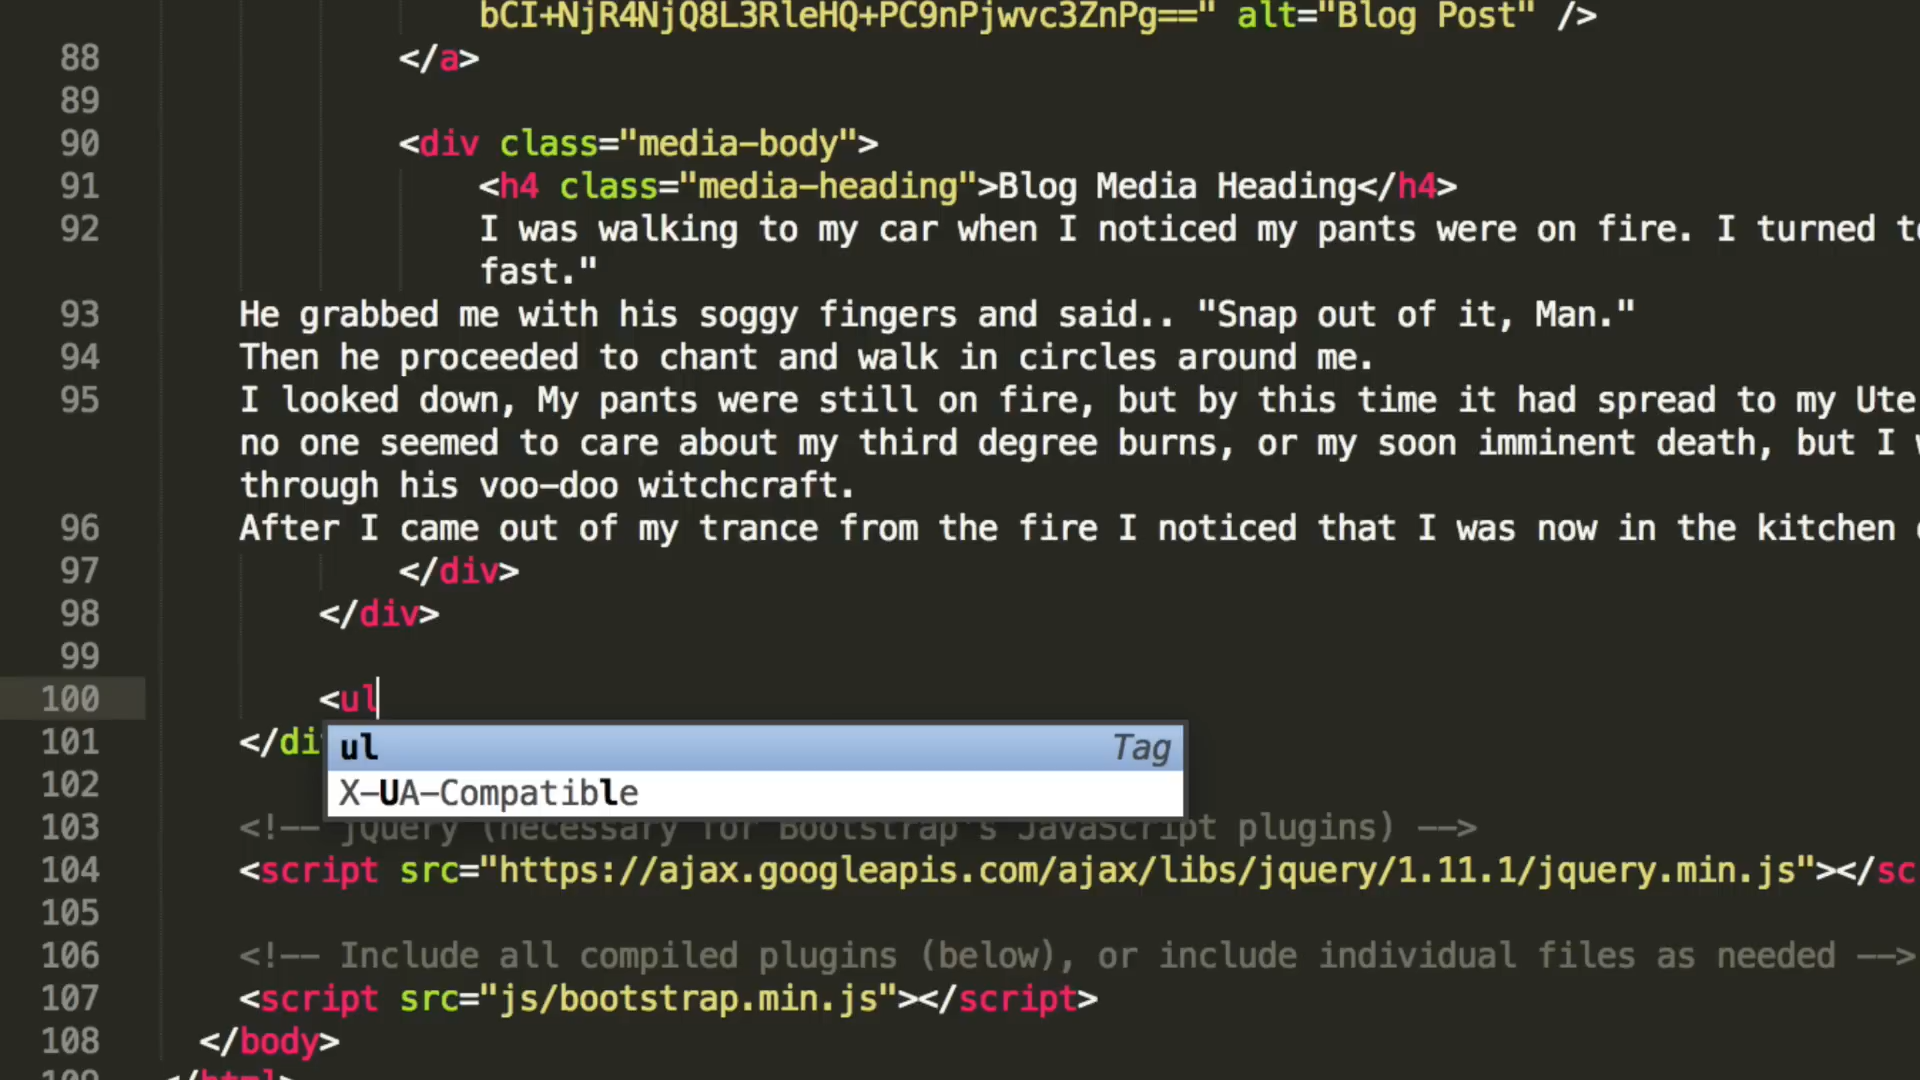 bCI+NjR4NjQ8L3RleHQ+PC9nPjwvc3ZnPg==" alt="Blog Post" />
88 </a>
89
90 <div class="media-body">
91 <h4 class="media-heading">Blog Media Heading</h4>
92 I was walking to my car when I noticed my pants were on fire. I turned
fast."
93 He grabbed me with his soggy fingers and said.. "Snap out of it, Man."
94 Then he proceeded to chant and walk in circles around me.
95 I looked down, My pants were still on fire, but by this time it had spread to my Ute
no one seemed to care about my third degree burns, or my soon imminent death, but I
through his voo-doo witchcraft.
96 After I came out of my trance from the fire I noticed that I was now in the kitchen
97 </div>
98 </div>
99
100 <ul
101 </di
ul Tag
102
X-UA-Compatible
103 <!-- jQuery (necessary for Bootstrap's JavaScript plugins) -->
104 <script src="https://ajax.googleapis.com/ajax/libs/jquery/1.11.1/jquery.min.js"></sc
105
106 <!-- Include all compiled plugins (below), or include individual files as needed -->
107 <script src="js/bootstrap.min.js"></script>
108 </body>
109 </html>